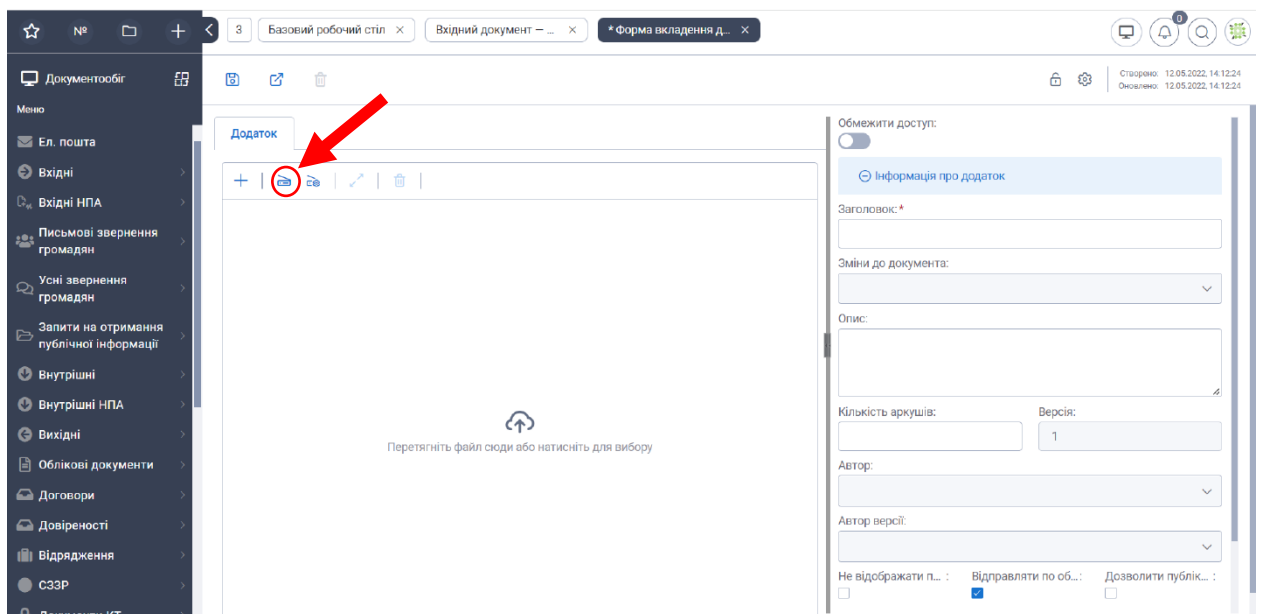 №
3
Базовий робочий стіл
Вхідний документ — ...
* Форма вкладення д...
0
Документообіг
Створено: 12.05.2022, 14:12:24
Оновлено: 12.05.2022, 14:12:24
Меню
Ел. пошта
Вхідні
Вхідні НПА
Письмові звернення
громадян
Усні звернення
громадян
Запити на отримання
публічної інформації
Внутрішні
Внутрішні НПА
Вихідні
Облікові документи
Договори
Довіреності
Відрядження
СЗЗР
Документи КТ
Додаток
Перетягніть файл сюди або натисніть для вибору
Обмежити доступ:
Інформація про додаток
Заголовок: *
Зміни до документа:
Опис:
Кількість аркушів:
Версія:
1
Автор:
Автор версії:
Не відображати п... :
Відправляти по об...:
Дозволити публік... :